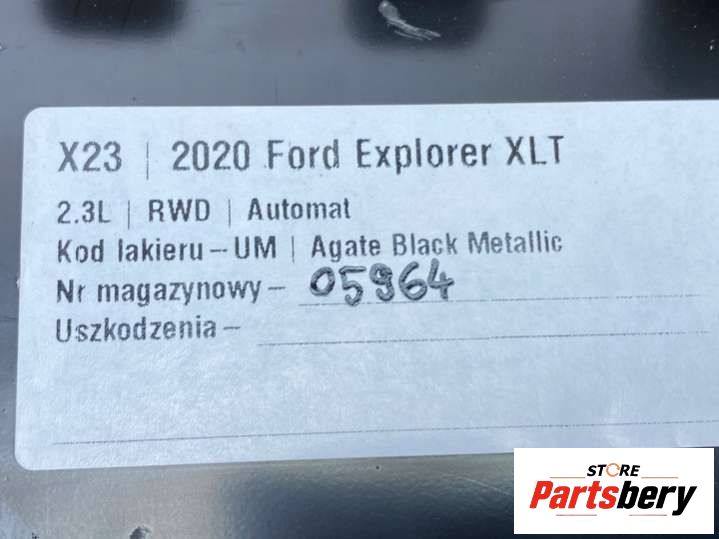 X23 | 2020 Ford Explorer XLT
2.3L | RWD | Automat
Kod lakieru – UM | Agate Black Metallic
Nr magazynowy – 05964
Uszkodzenia –
STORE
Partsbery